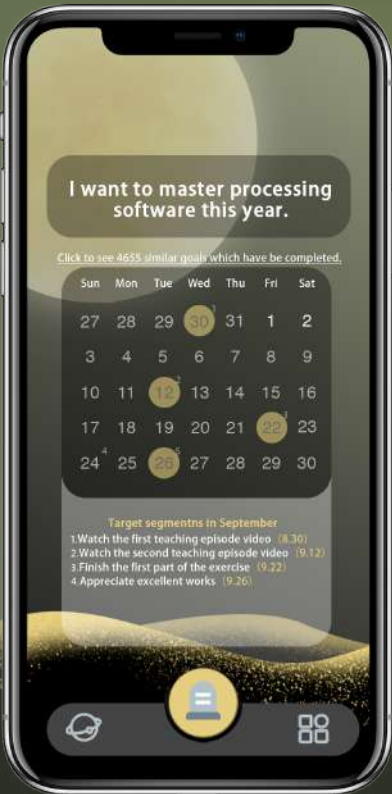 I want to master processing
software this year.
Click to see 4655 similar goals which have be completed.
Sun Mon Tue Wed Thu Fri Sat
27 28 29 30 1 31 1 2
3 4 5 6 7 8 9
10 11 12 2 13 14 15 16
17 18 19 20 21 22 3 23
24 4 25 26 5 27 28 29 30
Target segmentns in September
1.Watch the first teaching episode video (8.30)
2.Watch the second teaching episode video (9.12)
3.Finish the first part of the exercise (9.22)
4.Appreciate excellent works (9.26)